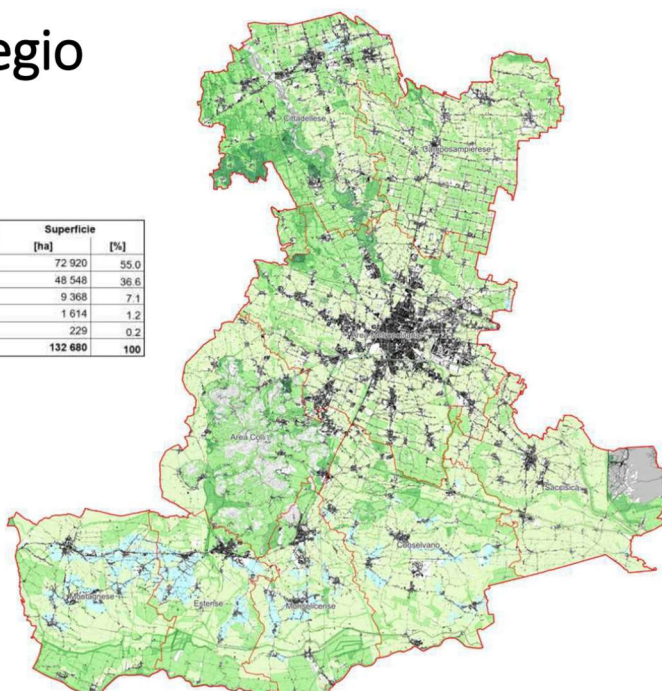 egio
Superficie
[ha] [%]
72 920 55.0
48 548 36.6
9 368 7.1
1 614 1.2
229 0.2
132 680 100
Cittadellese
Camposampierese
Area Colli
Saccisica
Conselvano
Montagnese
Estense
Monselicense